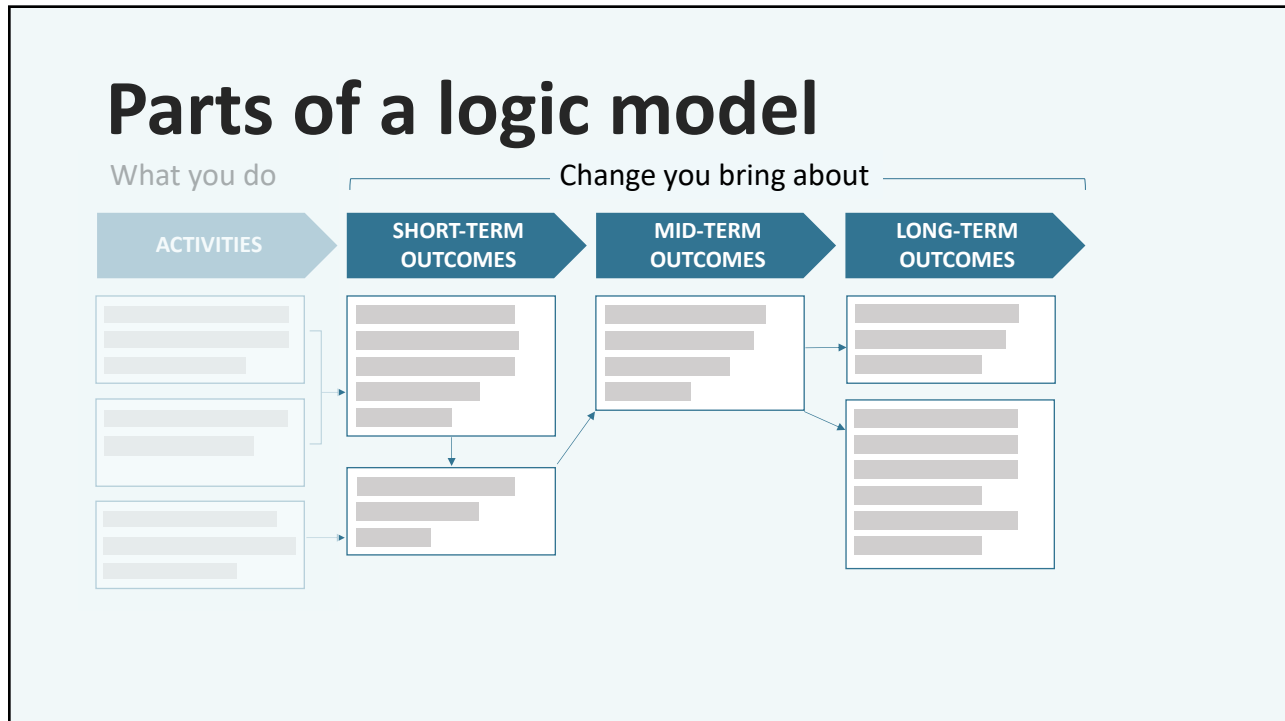 Parts of a logic model
What you do
Change you bring about
ACTIVITIES
SHORT-TERM
OUTCOMES
MID-TERM
OUTCOMES
LONG-TERM
OUTCOMES